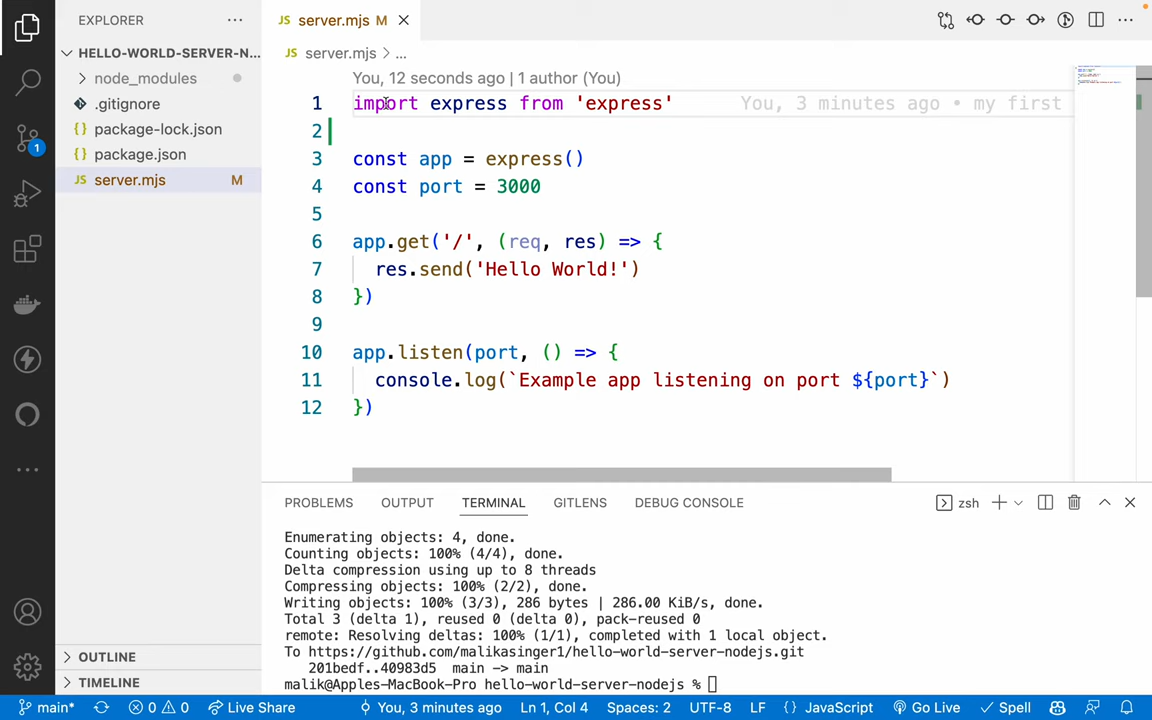 EXPLORER
server.mjs M
HELLO-WORLD-SERVER-N...
node_modules
.gitignore
package-lock.json
package.json
JS server.mjs M
JS server.mjs > ...
You, 12 seconds ago | 1 author (You)
1 import express from 'express' You, 3 minutes ago • my first
2
3 const app = express()
4 const port = 3000
5
6 app.get('/', (req, res) => {
7 res.send('Hello World!')
8 })
9
10 app.listen(port, () => {
11 console.log(`Example app listening on port ${port}`)
12 })
PROBLEMS OUTPUT TERMINAL GITLENS DEBUG CONSOLE zsh
Enumerating objects: 4, done.
Counting objects: 100% (4/4), done.
Delta compression using up to 8 threads
Compressing objects: 100% (2/2), done.
Writing objects: 100% (3/3), 286 bytes | 286.00 KiB/s, done.
Total 3 (delta 1), reused 0 (delta 0), pack-reused 0
remote: Resolving deltas: 100% (1/1), completed with 1 local object.
To https://github.com/malikasinger1/hello-world-server-nodejs.git
201bedf..40983d5 main -> main
malik@Apples-MacBook-Pro hello-world-server-nodejs %
OUTLINE
TIMELINE
main* 0 0 Live Share You, 3 minutes ago Ln 1, Col 4 Spaces: 2 UTF-8 LF {} JavaScript Go Live Spell